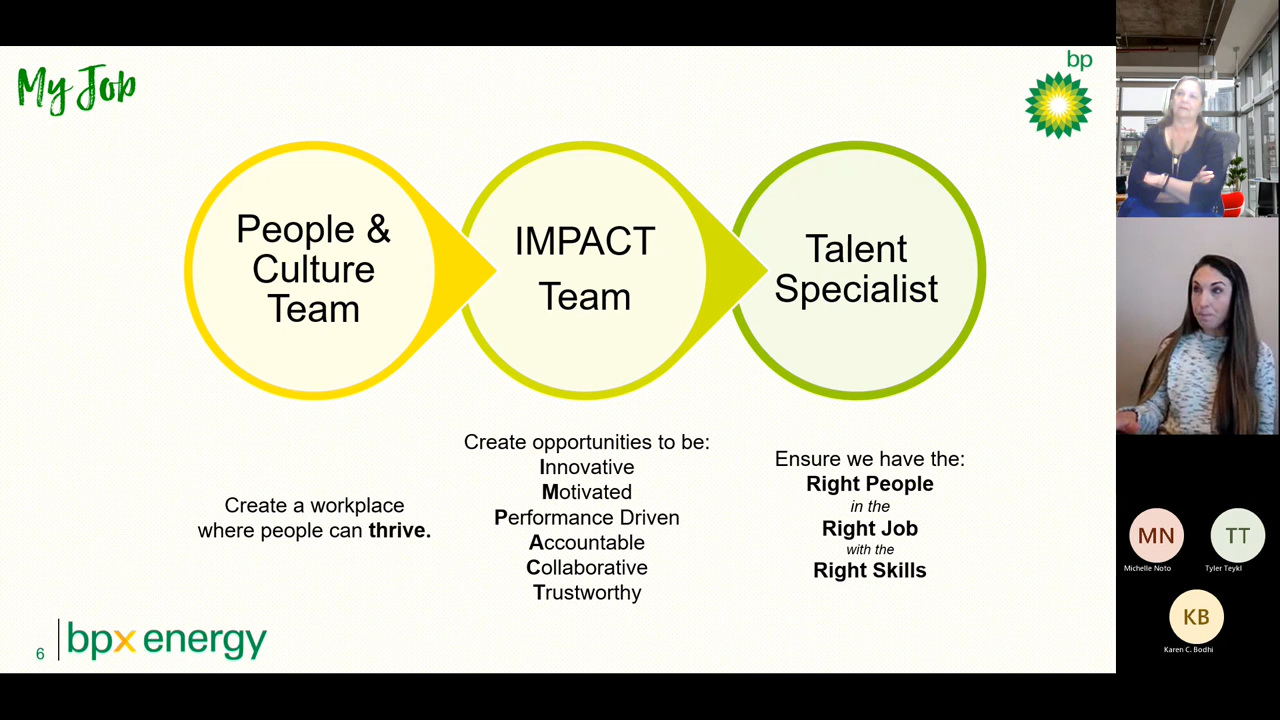 My Job
bp
People &
Culture
Team
IMPACT
Team
Talent
Specialist
Create a workplace
where people can thrive.
Create opportunities to be:
Innovative
Motivated
Performance Driven
Accountable
Collaborative
Trustworthy
Ensure we have the:
Right People
in the
Right Job
with the
Right Skills
6
bpx energy
MN
Michelle Noto
TT
Tyler Teykl
KB
Karen C. Bodhi